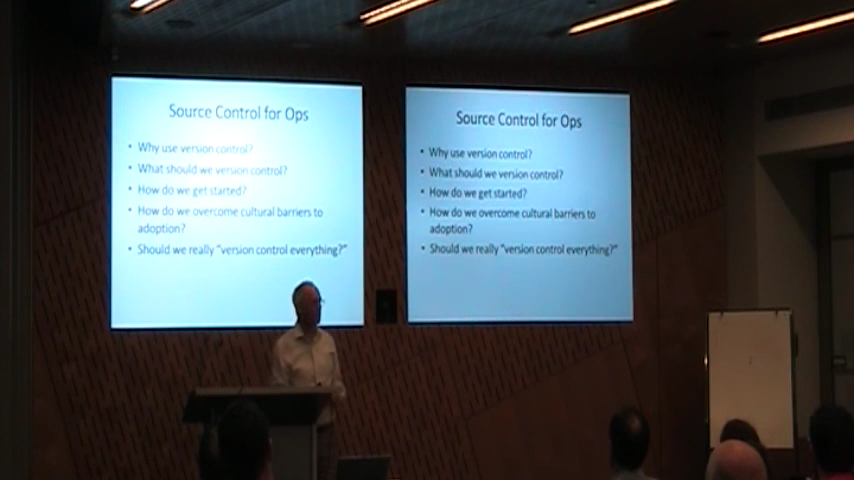 Source Control for Ops
• Why use version control?
• What should we version control?
• How do we get started?
• How do we overcome cultural barriers to
adoption?
• Should we really "version control everything?"
Source Control for Ops
• Why use version control?
• What should we version control?
• How do we get started?
• How do we overcome cultural barriers to
adoption?
• Should we really "version control everything?"